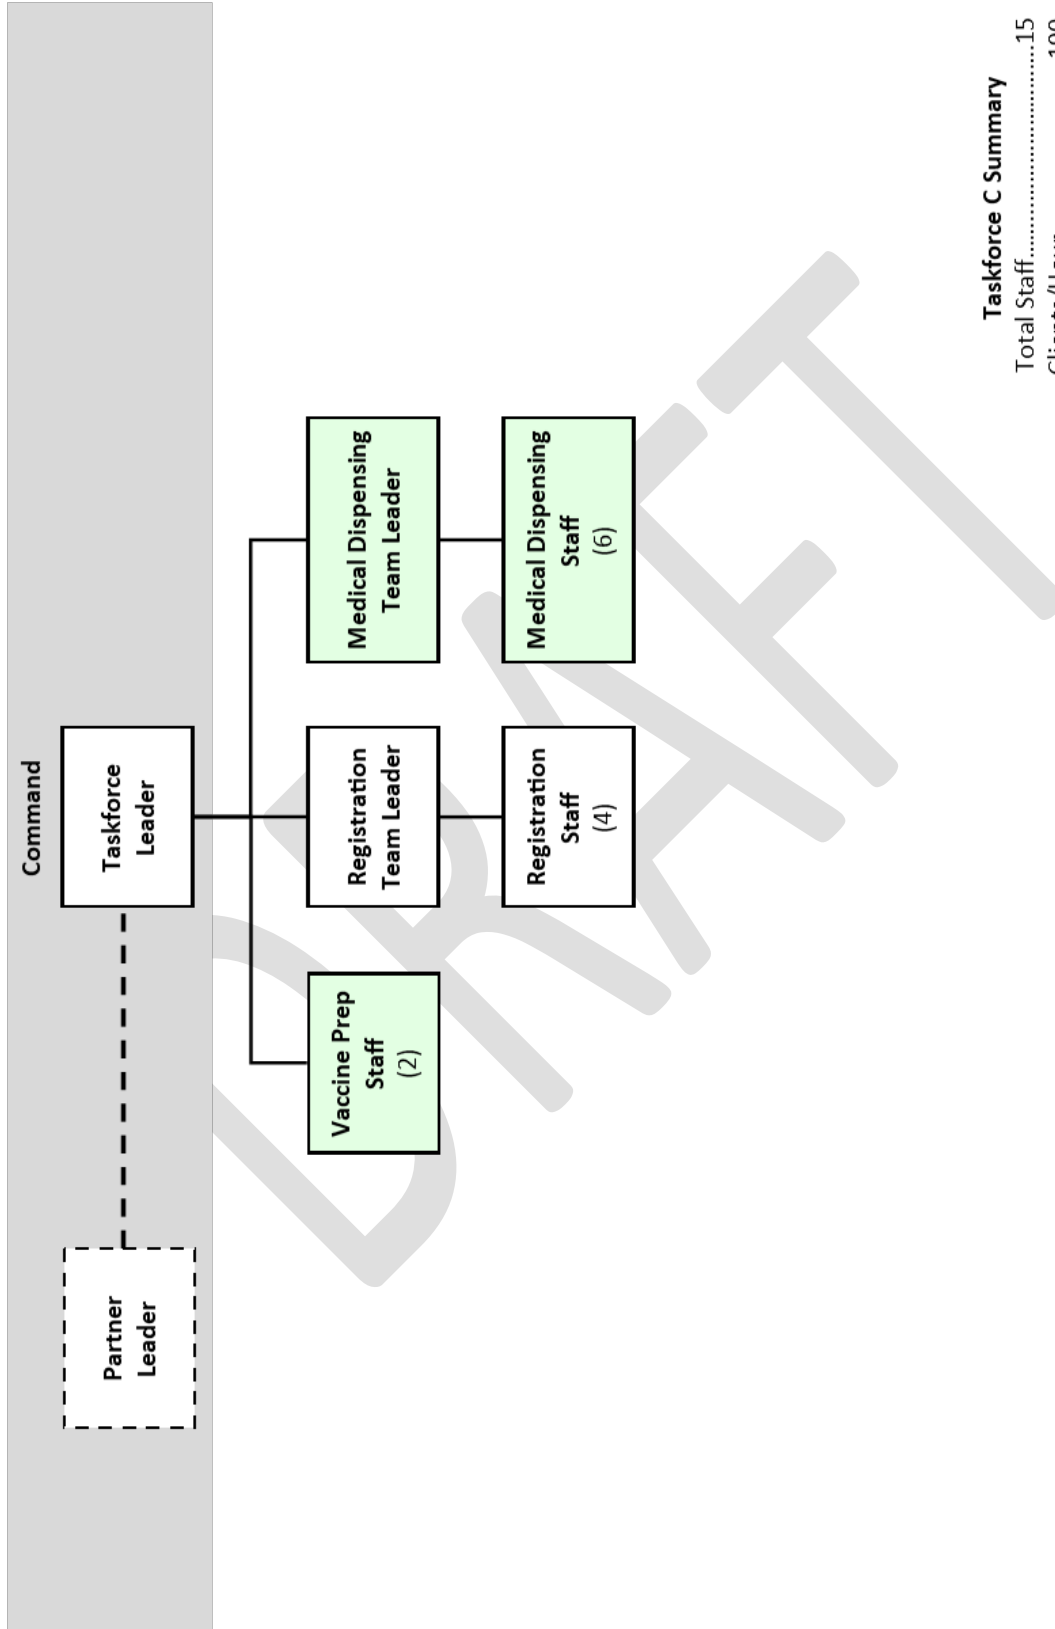 Command
Partner
Leader
Taskforce
Leader
Vaccine Prep
Staff
(2)
Registration
Team Leader
Medical Dispensing
Team Leader
Registration
Staff
(4)
Medical Dispensing
Staff
(6)
DRAFT
Taskforce C Summary
Total Staff....................................15